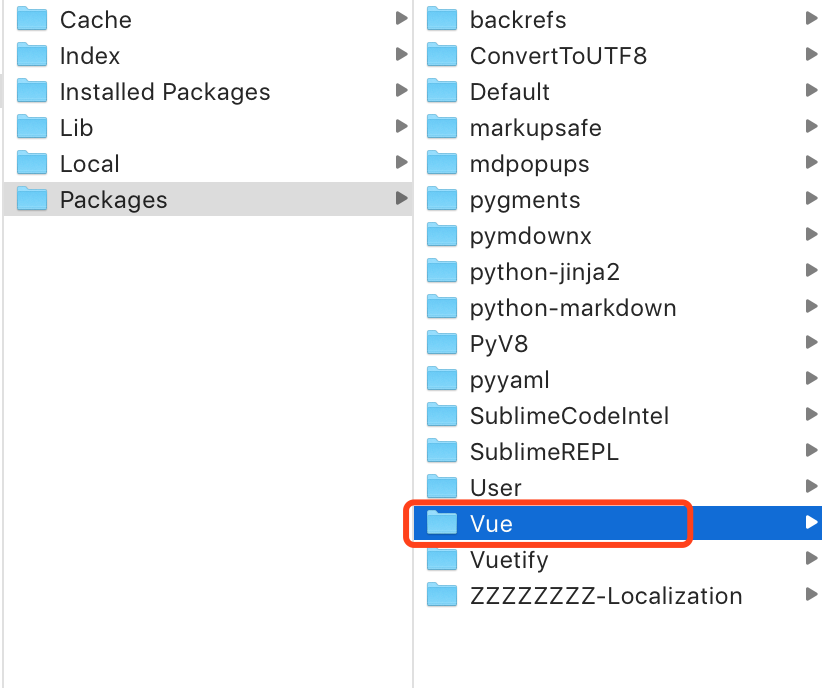 Cache
Index
Installed Packages
Lib
Local
Packages
backrefs
ConvertToUTF8
Default
markupsafe
mdpopups
pygments
pymdownx
python-jinja2
python-markdown
PyV8
pyyaml
SublimeCodeIntel
SublimeREPL
User
Vue
Vuetify
ZZZZZZZZ-Localization